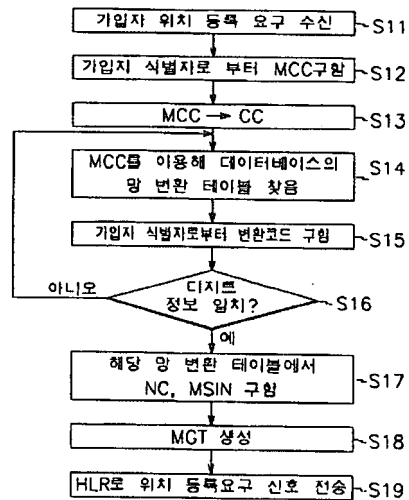 가입자 위치 등록 요구 수신 S11
가입지 식별자로 부터 MCC구함 S12
MCC → CC S13
MCC를 이용해 데이터베이스의
망 변환 테이블 찾음 S14
가입자 식별자로부터 변환코드 구함 S15
디지트
정보 일치? S16
아니오
예
해당 망 변환 테이블에서
NC, MSIN 구함 S17
MGT 생성 S18
HLR로 위치 등록요구 신호 전송 S19